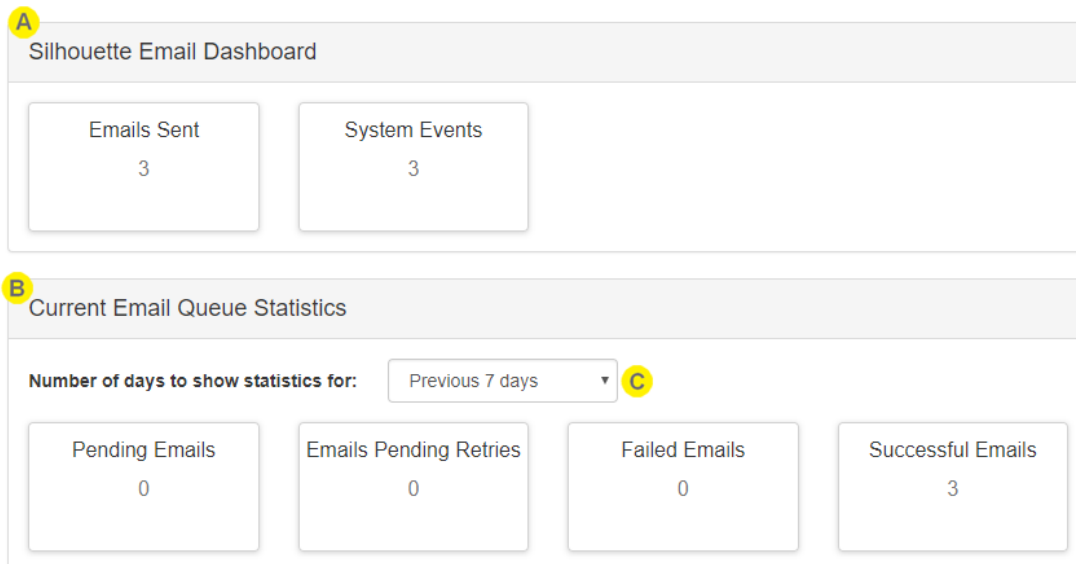 A
Silhouette Email Dashboard
Emails Sent
3
System Events
3
B
Current Email Queue Statistics
Number of days to show statistics for:
Previous 7 days
C
Pending Emails
0
Emails Pending Retries
0
Failed Emails
0
Successful Emails
3